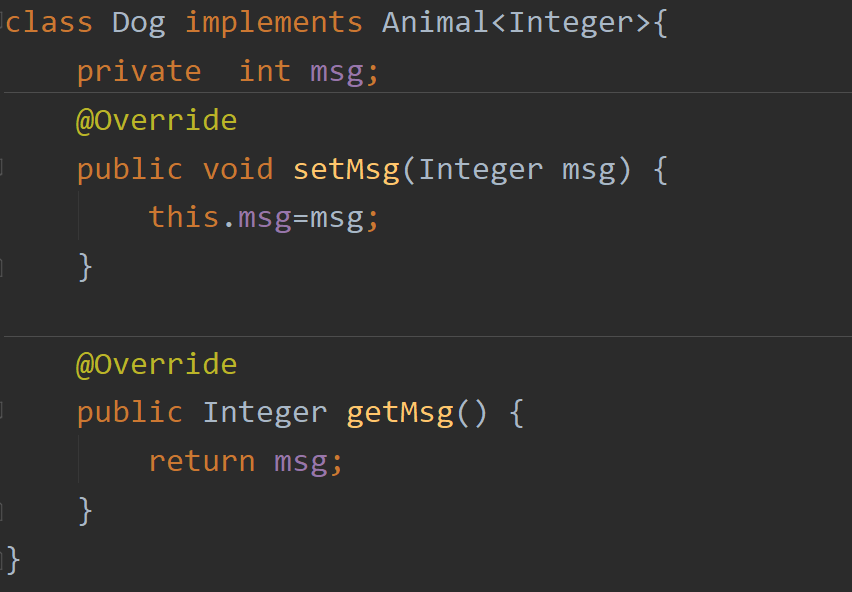 class Dog implements Animal<Integer>{
    private  int msg;
    @Override
    public void setMsg(Integer msg) {
        this.msg=msg;
    }
    @Override
    public Integer getMsg() {
        return msg;
    }
}